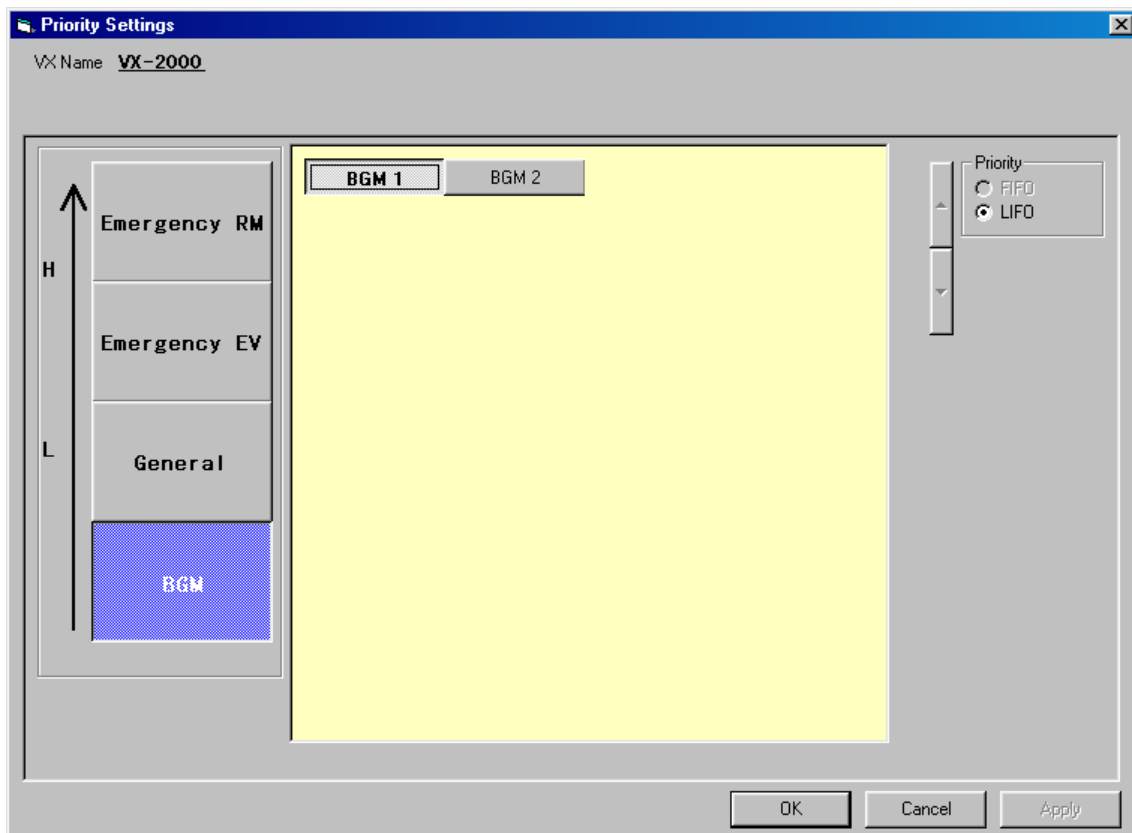 Priority Settings
VX Name VX-2000
H
L
Emergency RM
Emergency EV
General
BGM
BGM 1 BGM 2
Priority
FIFO
LIFO
OK Cancel Apply